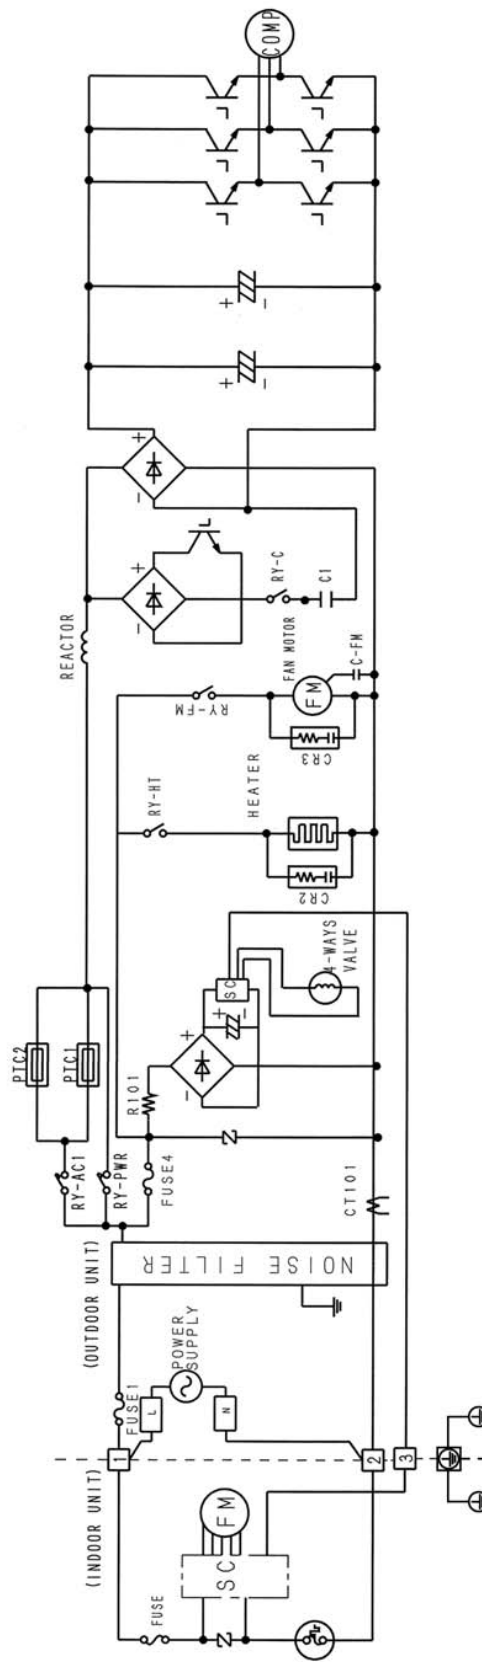 COMP
+
-
+
-
+
-
+
-
L
REACTOR
RY-C
C1
RY-FM
FAN MOTOR
FM
C-FM
CR3
RY-HT
HEATER
CR2
PTC2
PTC1
RY-AC1
RY-PWR
FUSE4
R101
+
-
+
-
SC
4-WAYS
VALVE
CT101
(OUTDOOR UNIT)
NOISE FILTER
FUSE1
L
POWER
SUPPLY
N
1
2
3
(INDOOR UNIT)
FUSE
SC
FM